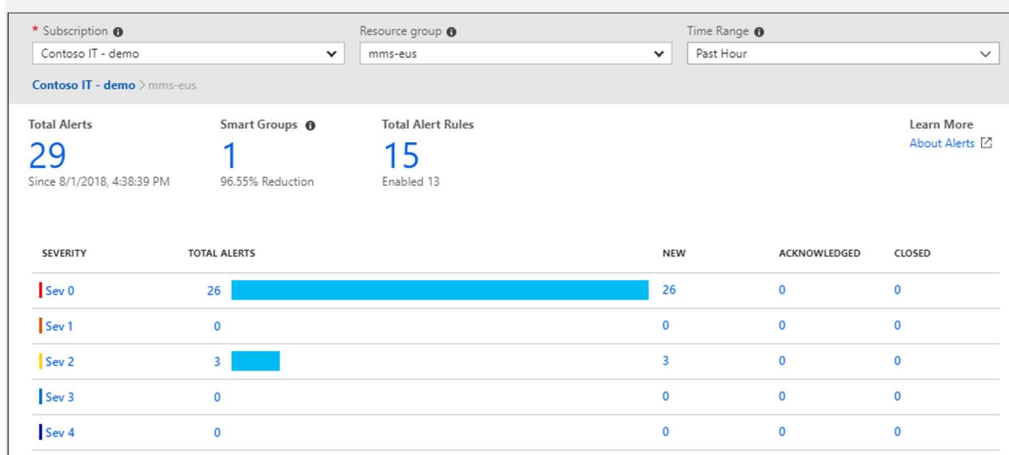 * Subscription Resource group Time Range
Contoso IT - demo mms-eus Past Hour
Contoso IT - demo > mms-eus
Total Alerts Smart Groups Total Alert Rules Learn More
29 1 15 About Alerts
Since 8/1/2018, 4:38:39 PM 96.55% Reduction Enabled 13
SEVERITY TOTAL ALERTS NEW ACKNOWLEDGED CLOSED
Sev 0 26 26 0 0
Sev 1 0 0 0 0
Sev 2 3 3 0 0
Sev 3 0 0 0 0
Sev 4 0 0 0 0